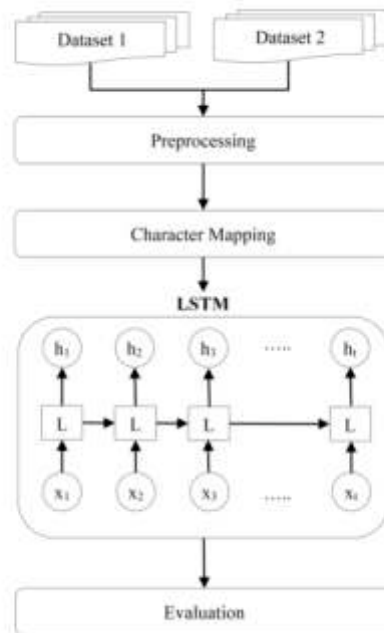 Dataset 1 Dataset 2
Preprocessing
Character Mapping
LSTM
h₁ h₂ h₃ ..... hₜ
L L L L
x₁ x₂ x₃ ..... xₜ
Evaluation